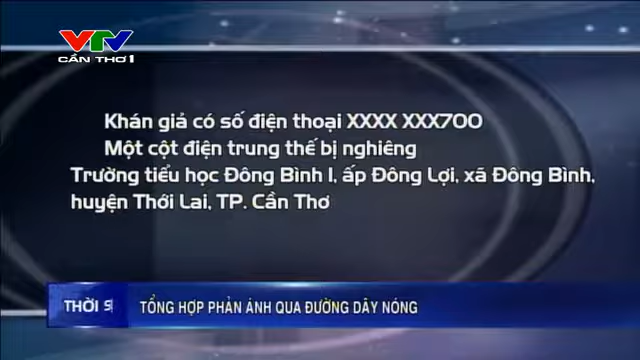 VTV
CẦN THƠ 1
Khán giả có số điện thoại XXXX XXX700
Một cột điện trung thế bị nghiêng
Trường tiểu học Đông Bình 1, ấp Đông Lợi, xã Đông Bình,
huyện Thới Lai, TP. Cần Thơ
THỜI S
TỔNG HỢP PHẢN ÁNH QUA ĐƯỜNG DÂY NÓNG